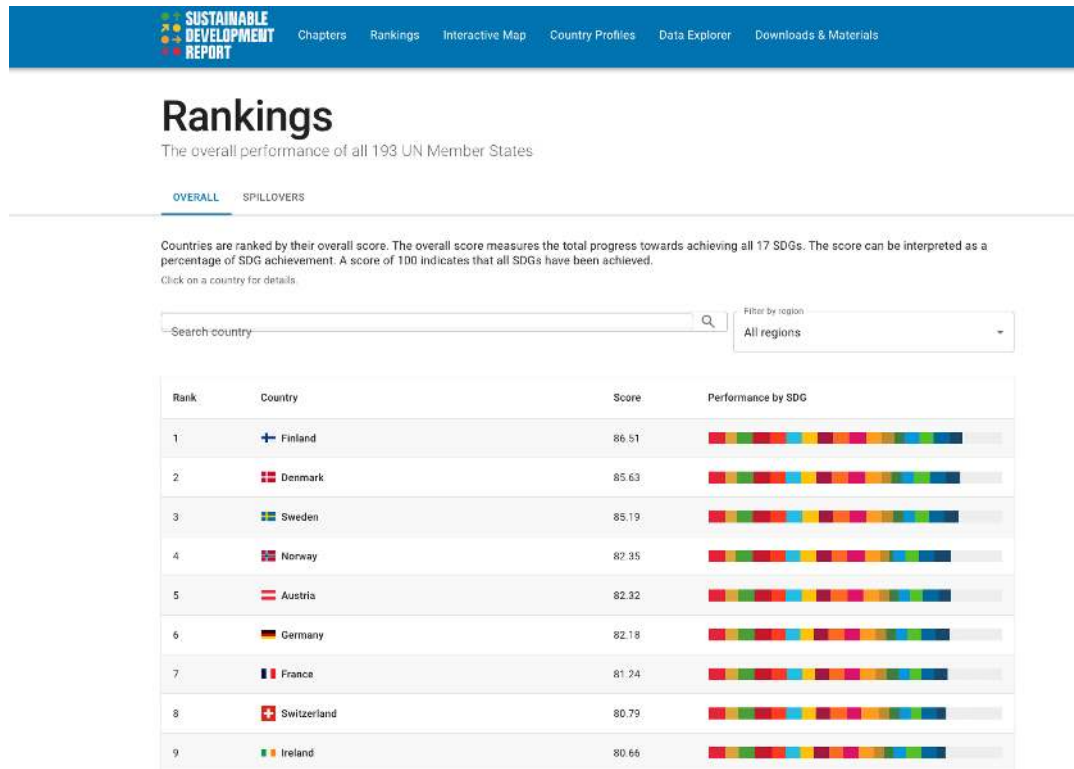 SUSTAINABLE
DEVELOPMENT
REPORT
Chapters Rankings Interactive Map Country Profiles Data Explorer Downloads & Materials
Rankings
The overall performance of all 193 UN Member States
OVERALL SPILLOVERS
Countries are ranked by their overall score. The overall score measures the total progress towards achieving all 17 SDGs. The score can be interpreted as a
percentage of SDG achievement. A score of 100 indicates that all SDGs have been achieved.
Click on a country for details.
Search country
Filter by region
All regions
Rank Country Score Performance by SDG
1 Finland 86.51
2 Denmark 85.63
3 Sweden 85.19
4 Norway 82.35
5 Austria 82.32
6 Germany 82.18
7 France 81.24
8 Switzerland 80.79
9 Ireland 80.66